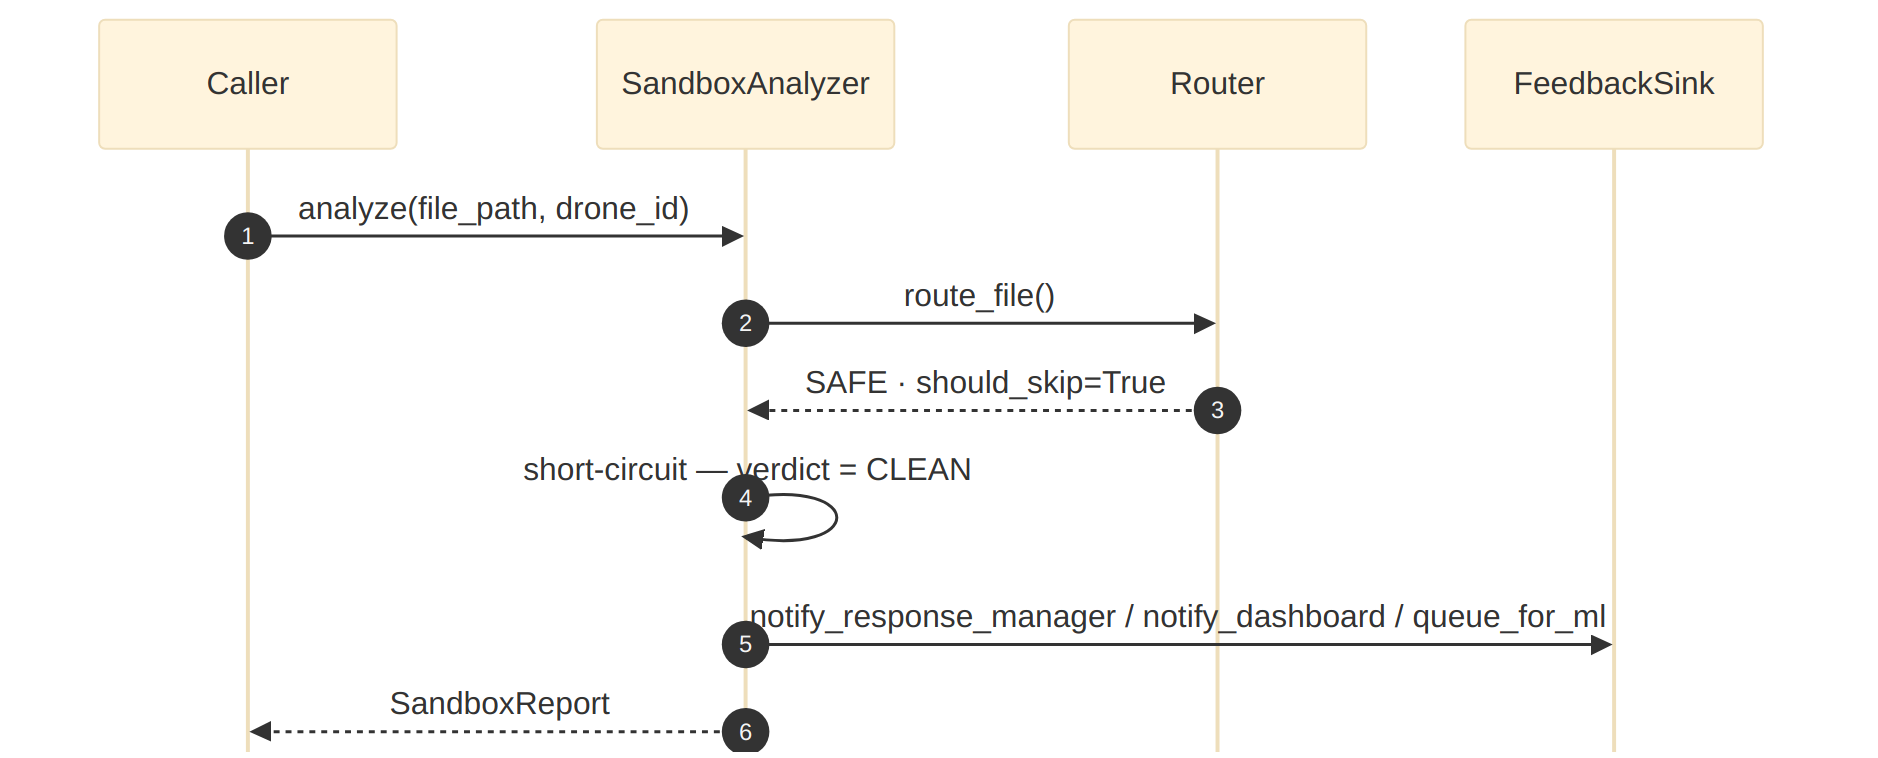 Caller
SandboxAnalyzer
Router
FeedbackSink
analyze(file_path, drone_id)
1
route_file()
2
SAFE · should_skip=True
3
short-circuit — verdict = CLEAN
4
notify_response_manager / notify_dashboard / queue_for_ml
5
SandboxReport
6